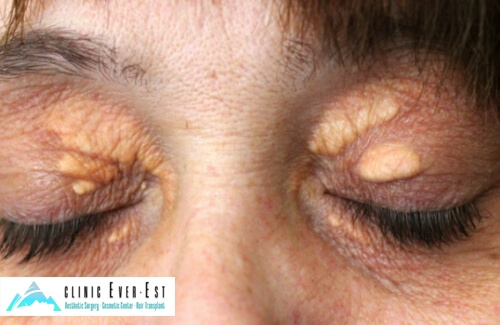 CLINIC EVER·EST
Aesthetic Surgery · Cosmetic Center · Hair Transplant